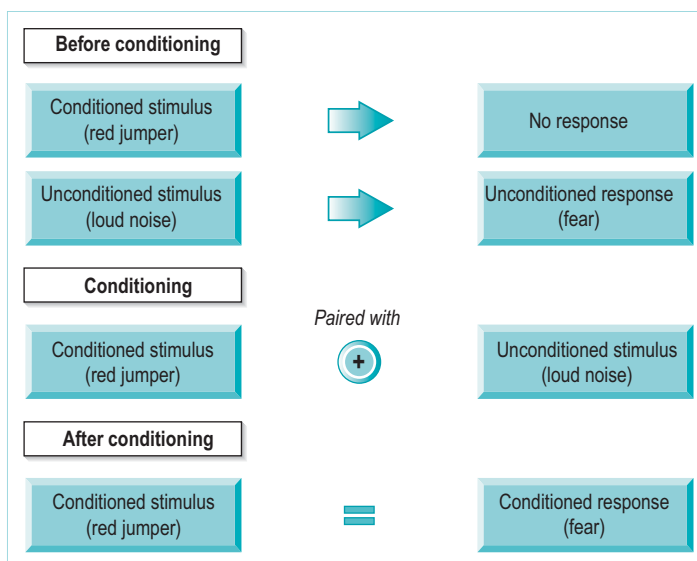 Before conditioning
Conditioned stimulus
(red jumper)
No response
Unconditioned stimulus
(loud noise)
Unconditioned response
(fear)
Conditioning
Conditioned stimulus
(red jumper)
Paired with
+
Unconditioned stimulus
(loud noise)
After conditioning
Conditioned stimulus
(red jumper)
=
Conditioned response
(fear)